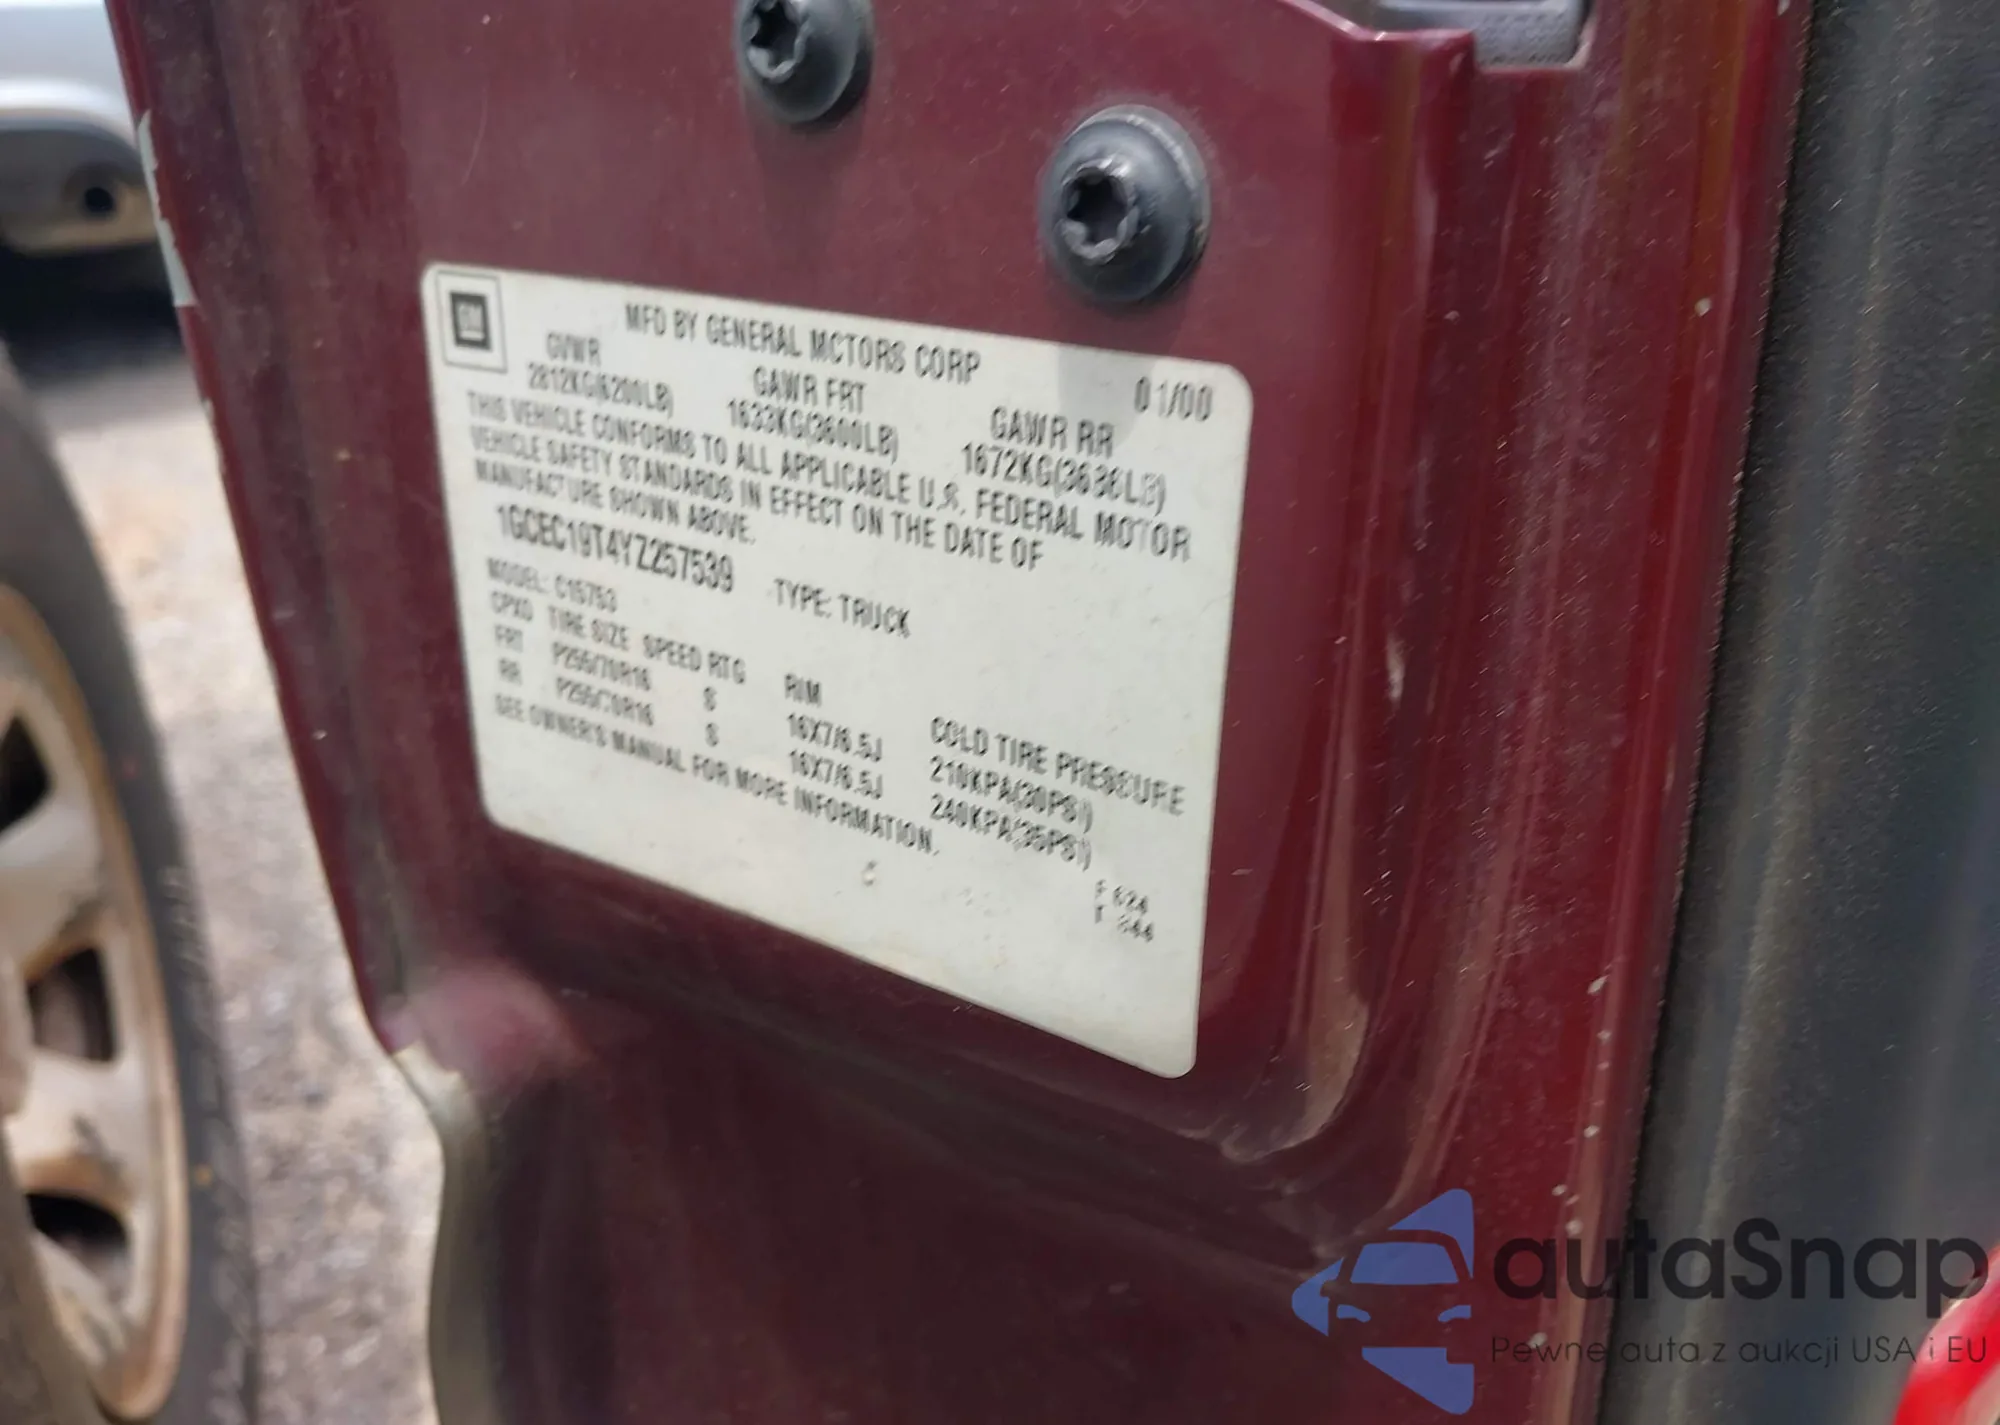 GM
MFD BY GENERAL MOTORS CORP 01/00
GVWR GAWR FRT GAWR RR
2812KG(6200LB) 1633KG(3600LB) 1672KG(3686LB)
THIS VEHICLE CONFORMS TO ALL APPLICABLE U.S. FEDERAL MOTOR
VEHICLE SAFETY STANDARDS IN EFFECT ON THE DATE OF
MANUFACTURE SHOWN ABOVE.
1GCEC19T4YZ257539 TYPE: TRUCK
MODEL: C15753
CPXD TIRE SIZE SPEED RTG RIM COLD TIRE PRESSURE
FRT P255/70R16 S 16X7/6.5J 210KPA(30PSI)
RR P255/70R16 S 16X7/6.5J 240KPA(35PSI)
SEE OWNER'S MANUAL FOR MORE INFORMATION.
autaSnap
Pewne auta z aukcji USA i EU